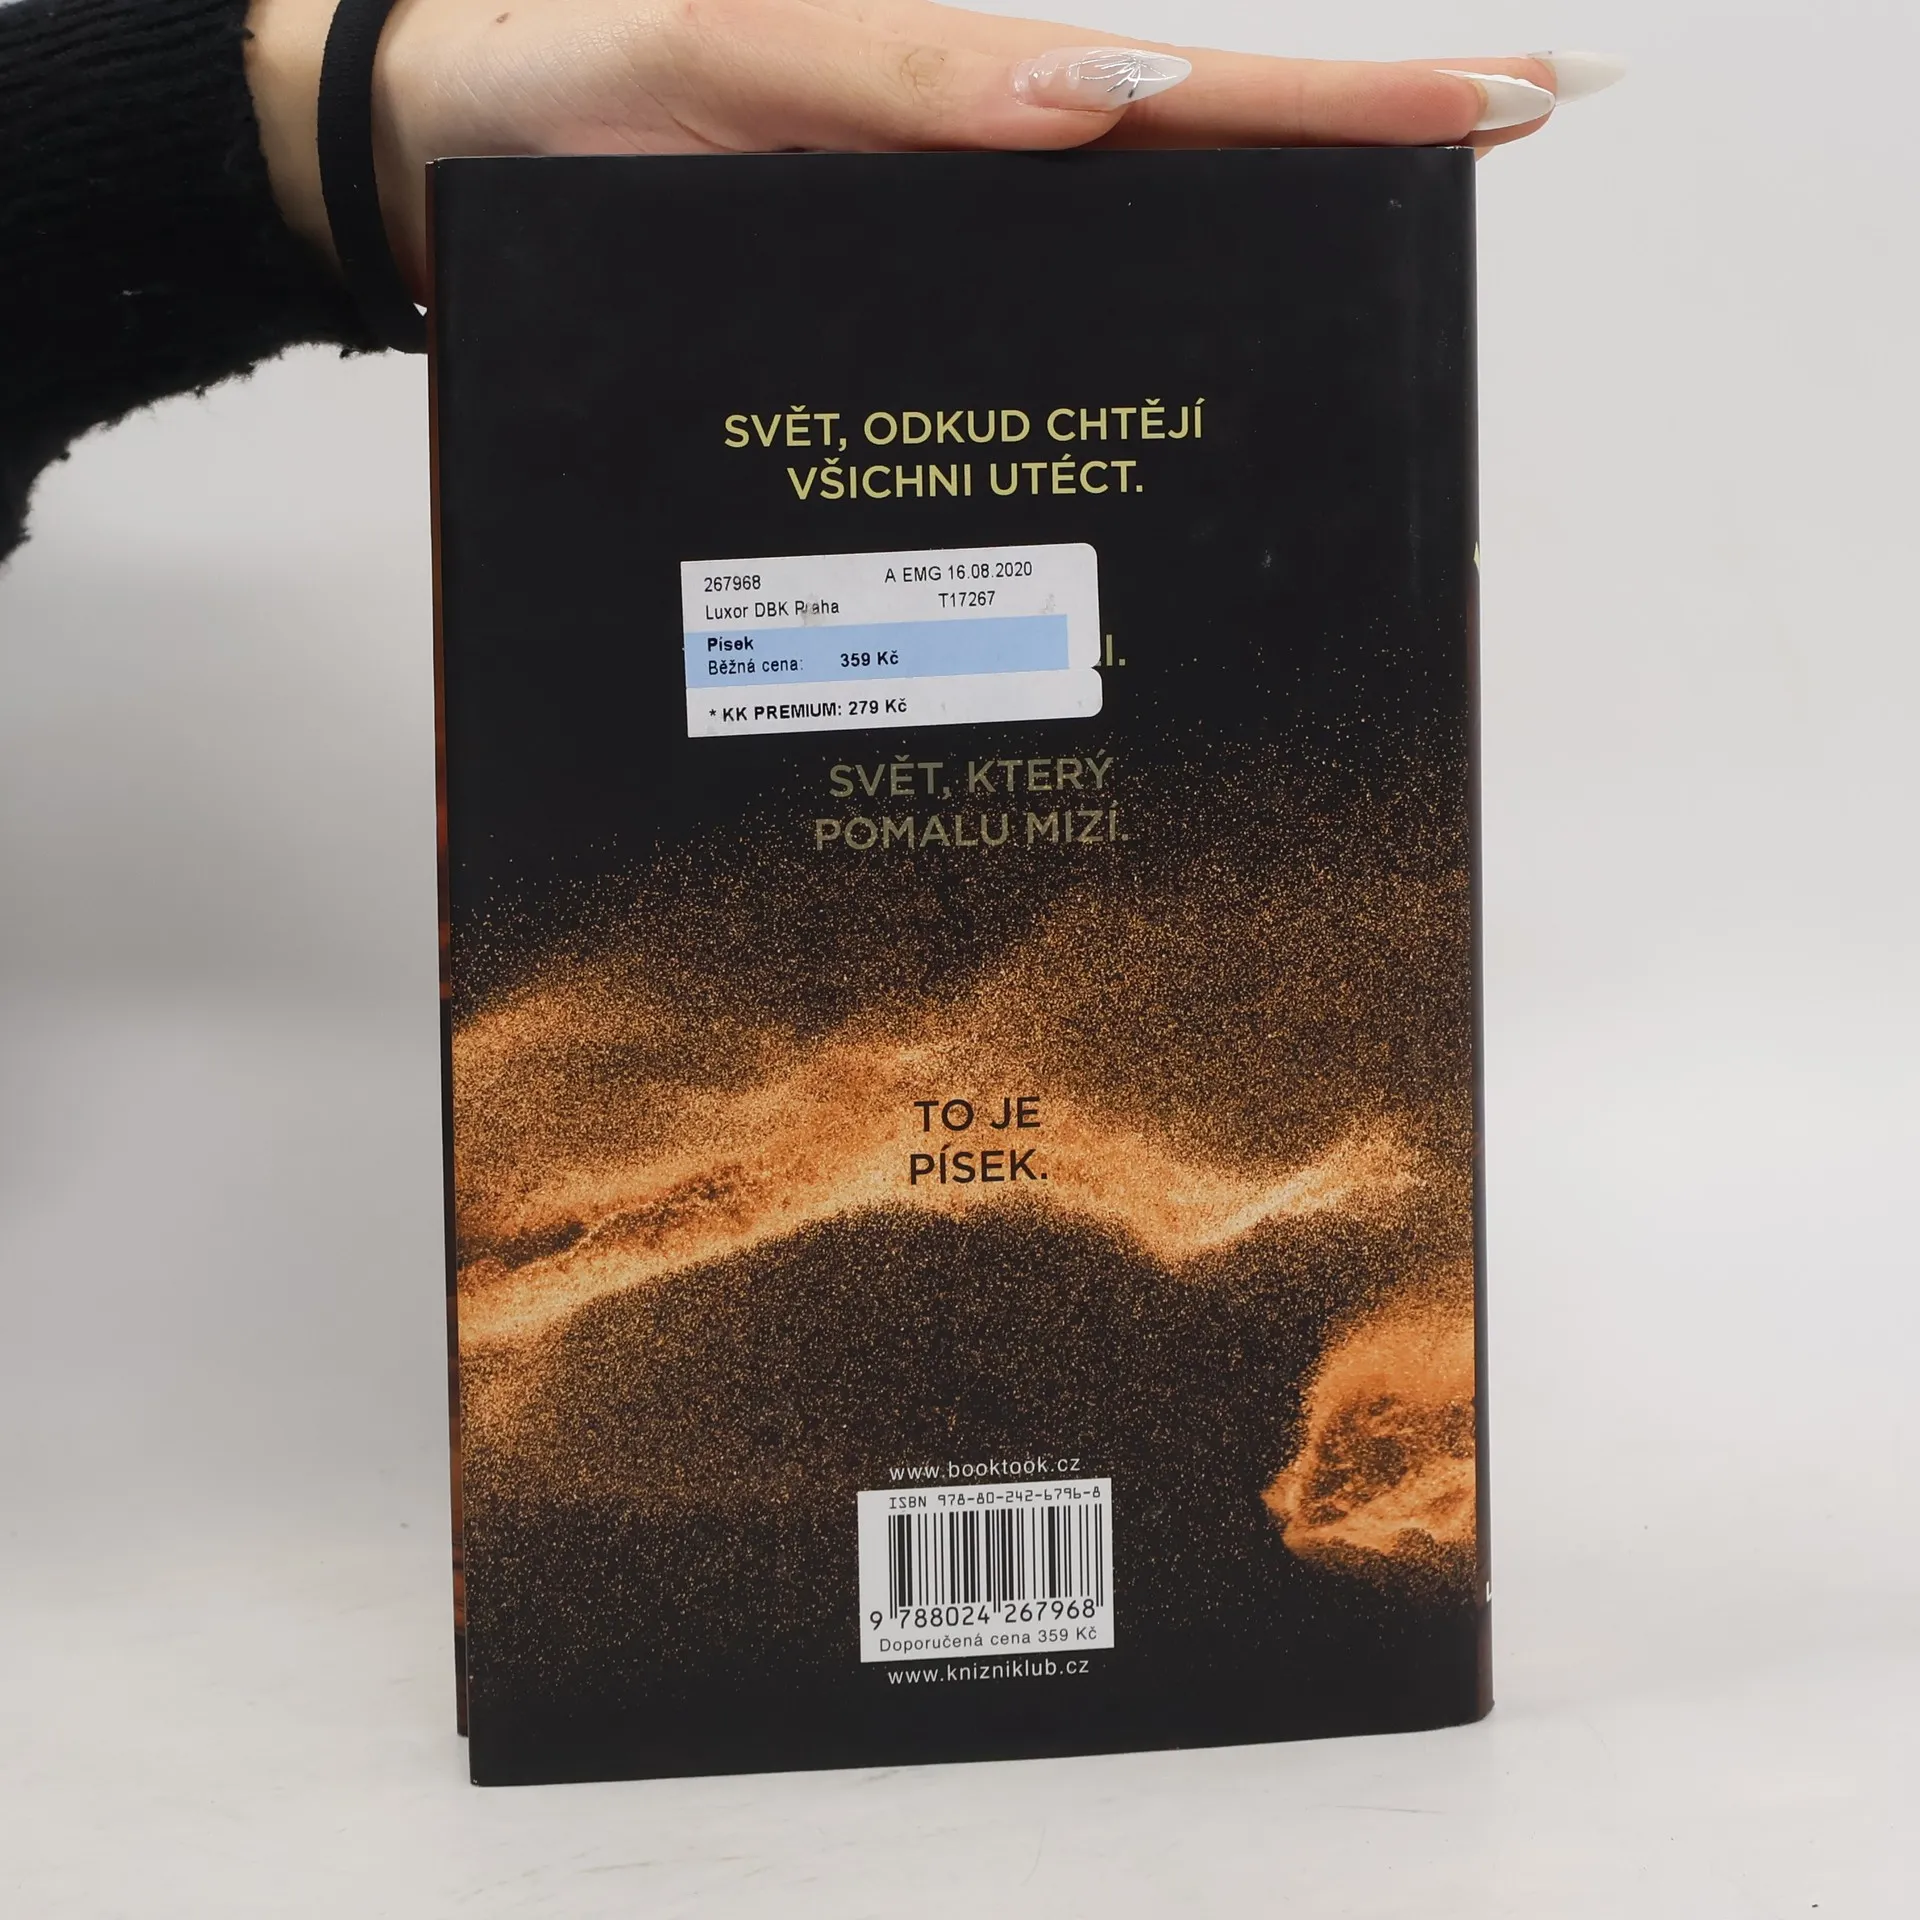 SVĚT, ODKUD CHTĚJÍ
VŠICHNI UTÉCT.
267968 A EMG 16.08.2020
Luxor DBK Praha T17267
Písek
Běžná cena: 359 Kč
* KK PREMIUM: 279 Kč
SVĚT, KTERÝ
POMALU MIZÍ.
TO JE
PÍSEK.
www.booktook.cz
ISBN 978-80-242-6796-8
9 788024 267968
Doporučená cena 359 Kč
www.knizniklub.cz